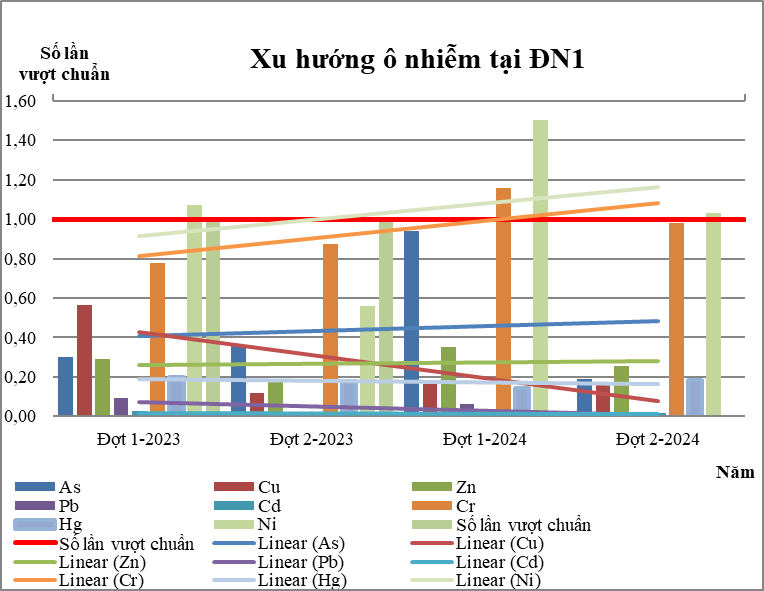 Số lần
vượt chuẩn
Xu hướng ô nhiễm tại ĐN1
1,60
1,40
1,20
1,00
0,80
0,60
0,40
0,20
0,00
Đợt 1-2023 Đợt 2-2023 Đợt 1-2024 Đợt 2-2024
Năm
As Cu Zn
Pb Cd Cr
Hg Ni Số lần vượt chuẩn
Số lần vượt chuẩn Linear (As) Linear (Cu)
Linear (Zn) Linear (Pb) Linear (Cd)
Linear (Cr) Linear (Hg) Linear (Ni)